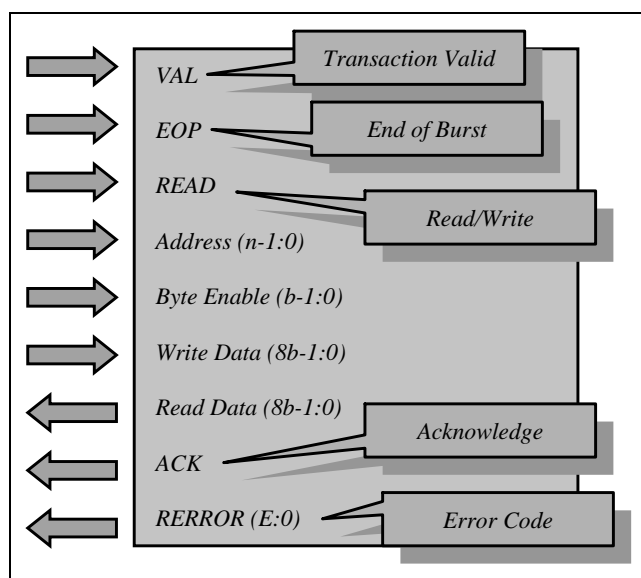 VAL
Transaction Valid
EOP
End of Burst
READ
Read/Write
Address (n-1:0)
Byte Enable (b-1:0)
Write Data (8b-1:0)
Read Data (8b-1:0)
Acknowledge
ACK
RERROR (E:0)
Error Code